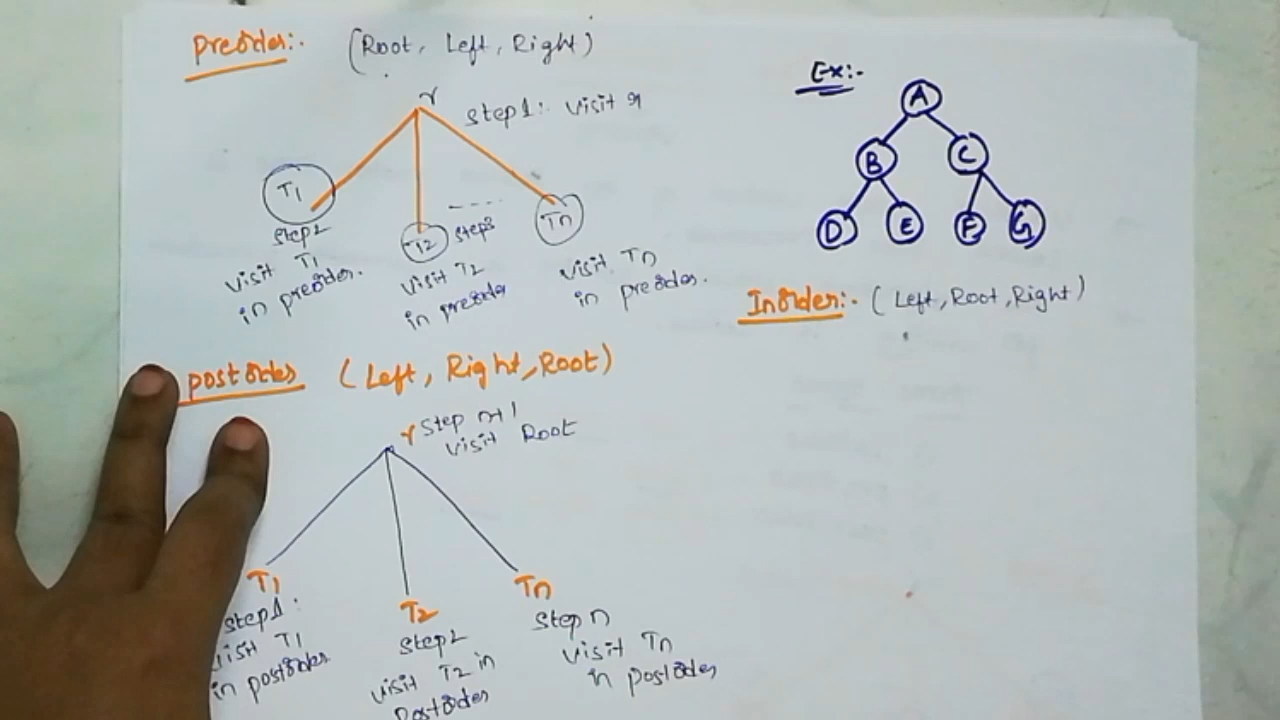 Preorder:. (Root, Left, Right)
r
step1:. visit r
T1
step2
visit T1
in preorder.
T2
step3
visit T2
in preorder
Tn
visit Tn
in preorder.
postorder (Left, Right, Root)
r step n+1
visit Root
T1
step1:
visit T1
in postorder
T2
step2
visit T2 in
postorder
Tn
step n
visit Tn
in postorder
Ex:-
A
B C
D E F G
Inorder:- (Left, Root, Right)